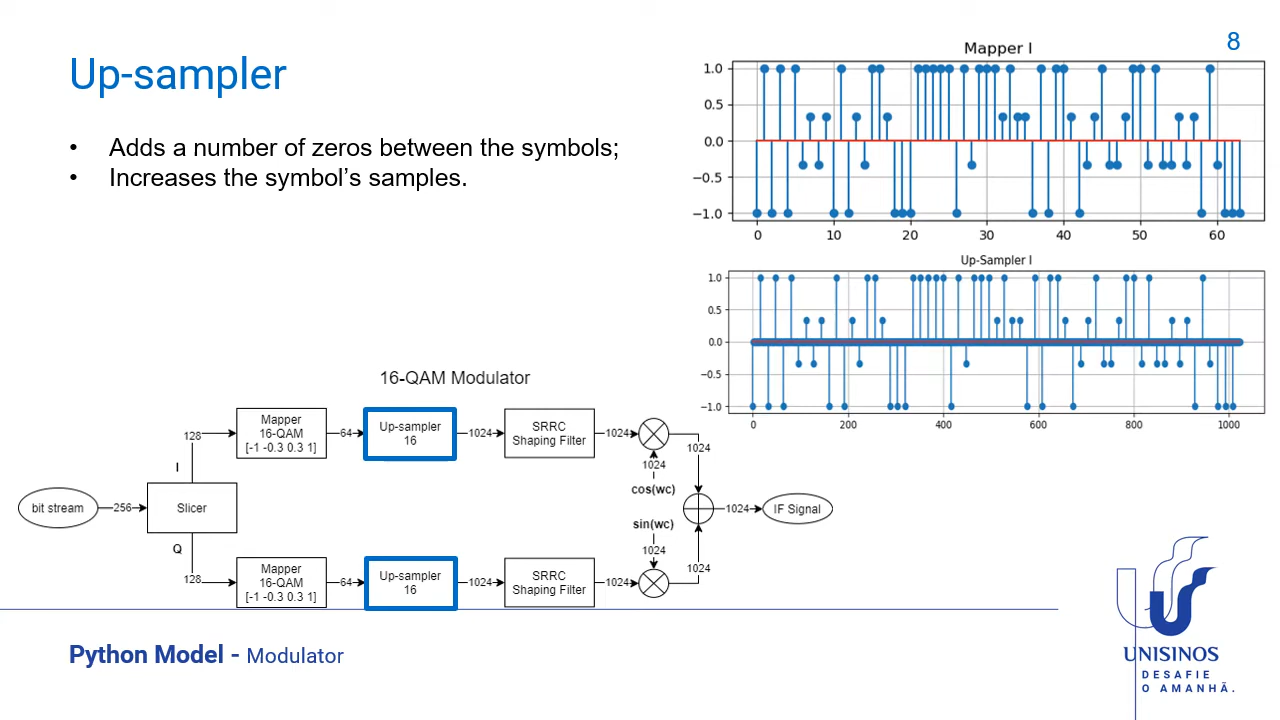 8
Up-sampler
• Adds a number of zeros between the symbols;
• Increases the symbol’s samples.
Mapper I
1.0
0.5
0.0
−0.5
−1.0
0 10 20 30 40 50 60
Up-Sampler I
1.0
0.5
0.0
−0.5
−1.0
0 200 400 600 800 1000
16-QAM Modulator
bit stream
256
Slicer
I
128
Mapper
16-QAM
[-1 -0.3 0.3 1]
64
Up-sampler
16
1024
SRRC
Shaping Filter
1024
1024
cos(wc)
1024
Q
128
Mapper
16-QAM
[-1 -0.3 0.3 1]
64
Up-sampler
16
1024
SRRC
Shaping Filter
1024
sin(wc)
1024
1024
1024
IF Signal
Python Model - Modulator
UNISINOS
DESAFIE
O AMANHÃ.